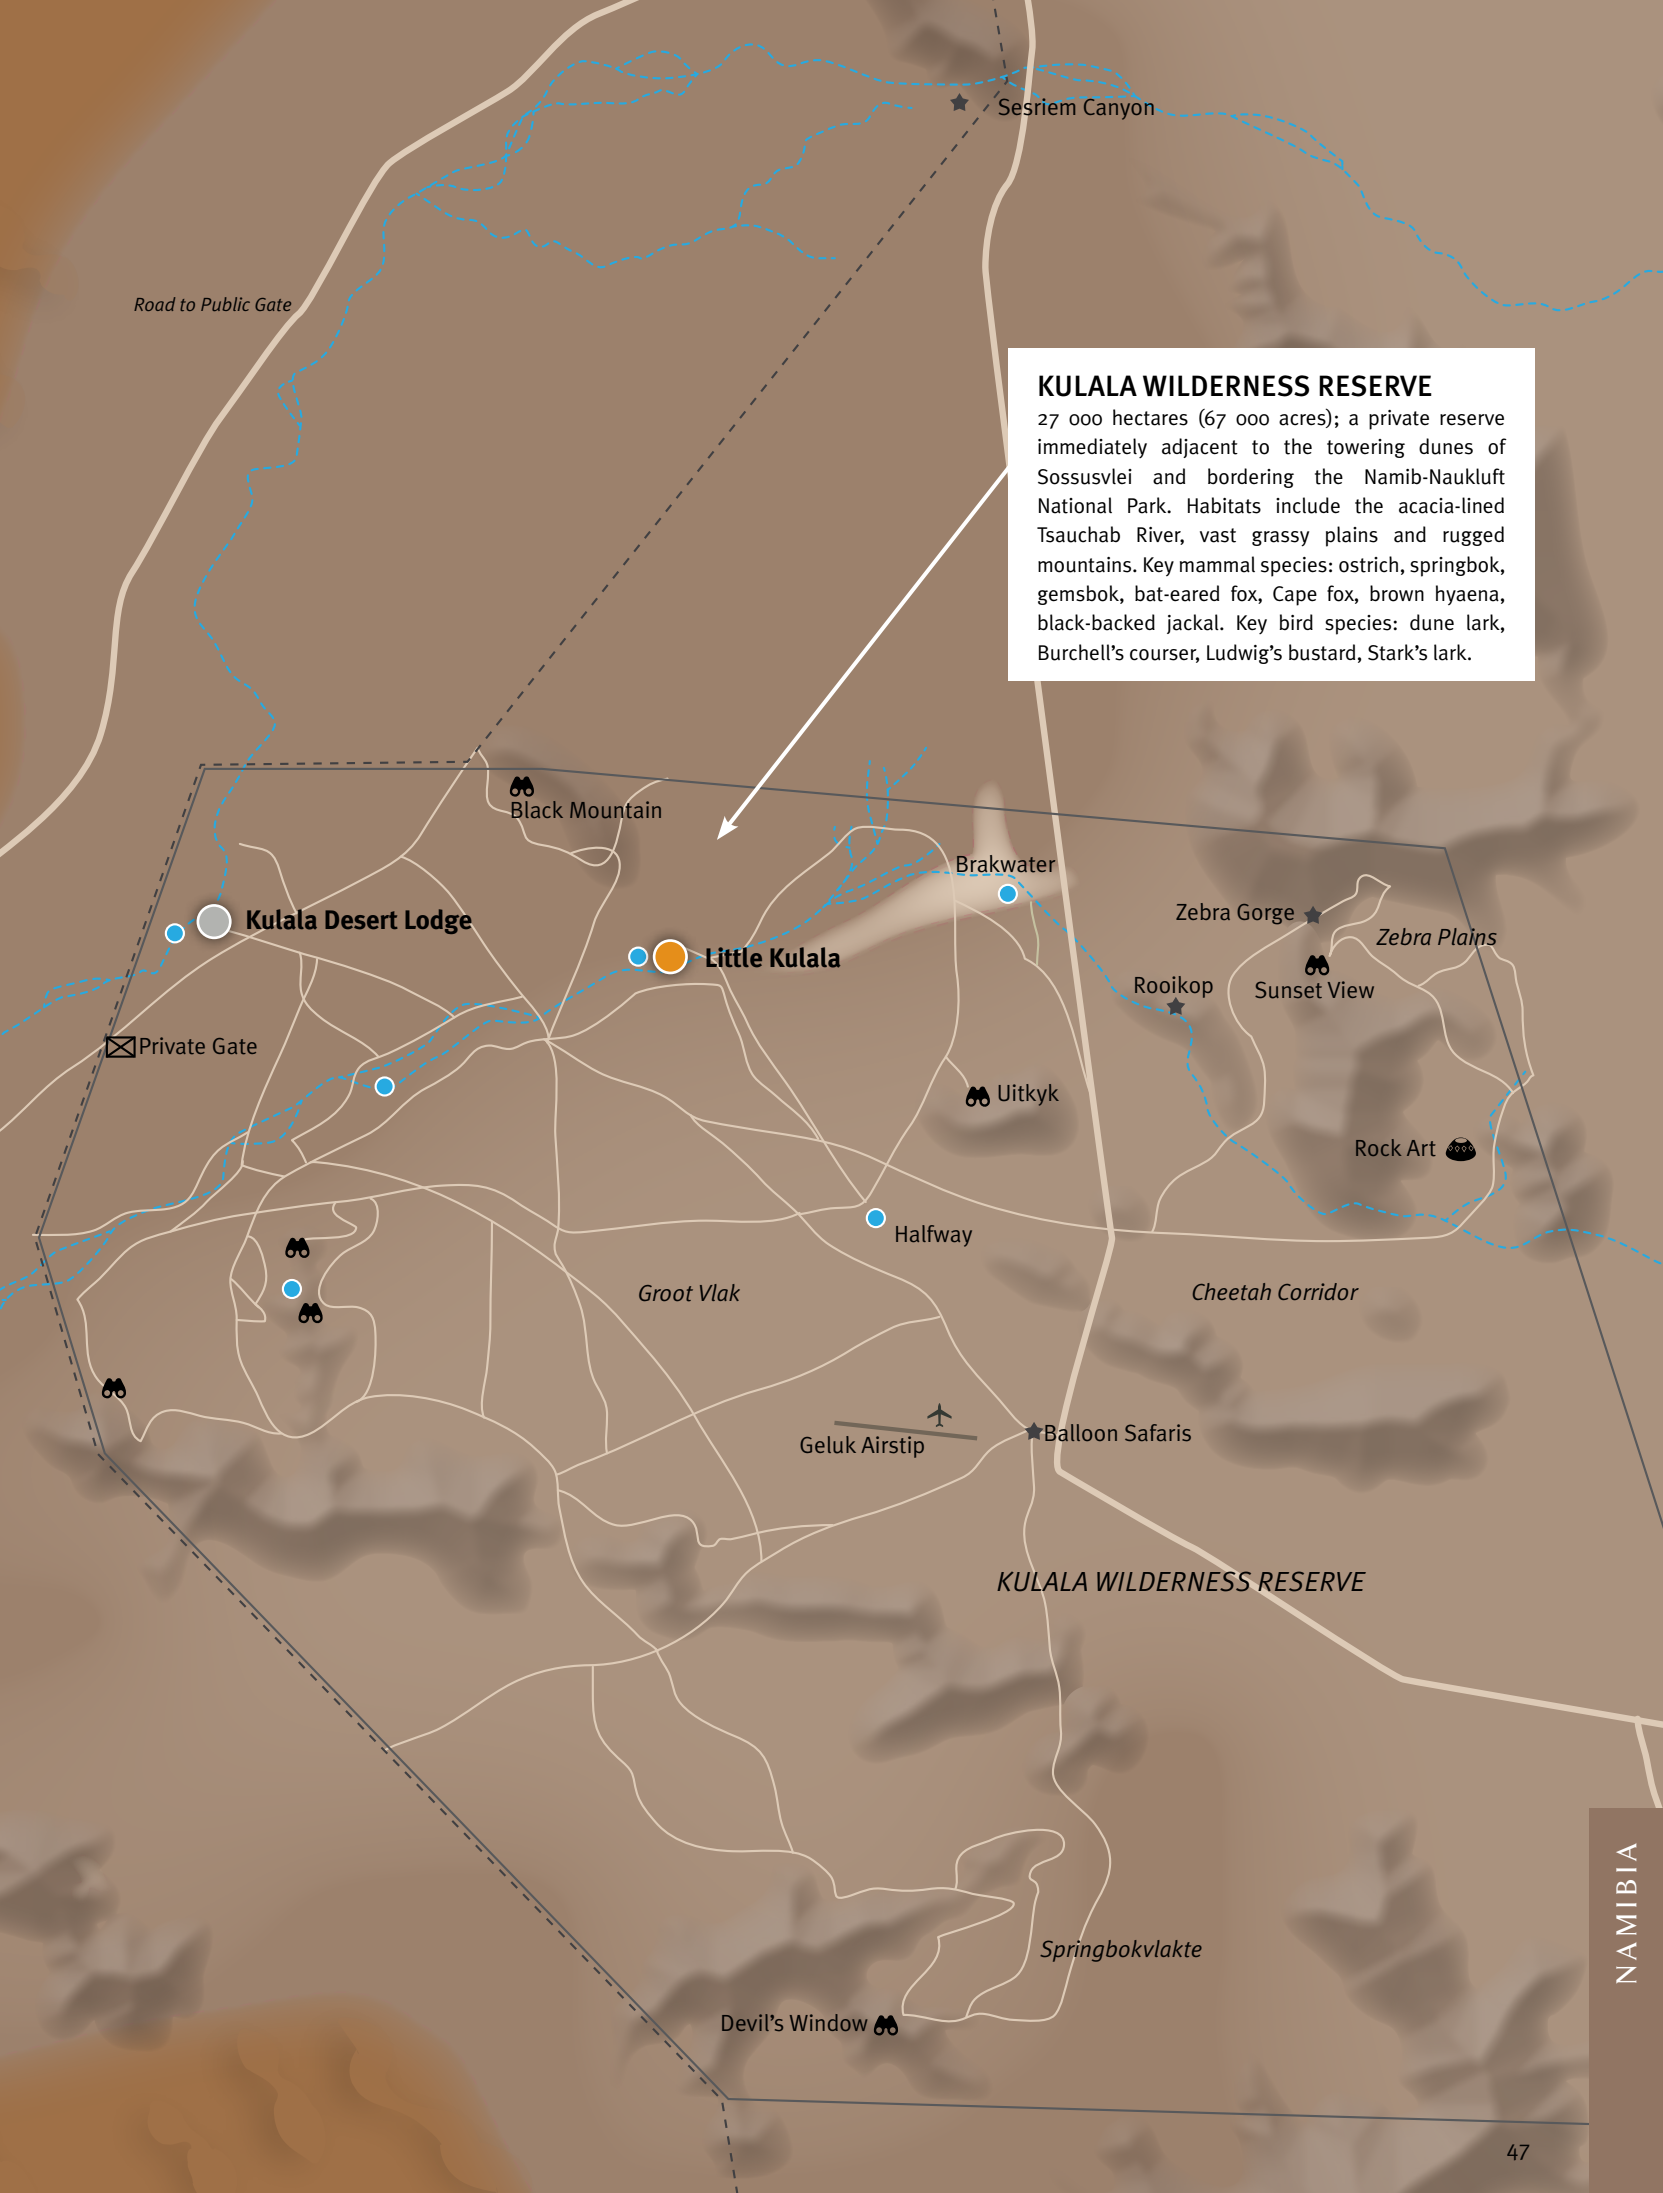 Sesriem Canyon
Road to Public Gate
KULALA WILDERNESS RESERVE
27 000 hectares (67 000 acres); a private reserve
immediately adjacent to the towering dunes of
Sossusvlei and bordering the Namib-Naukluft
National Park. Habitats include the acacia-lined
Tsauchab River, vast grassy plains and rugged
mountains. Key mammal species: ostrich, springbok,
gemsbok, bat-eared fox, Cape fox, brown hyaena,
black-backed jackal. Key bird species: dune lark,
Burchell's courser, Ludwig's bustard, Stark's lark.
Black Mountain
Brakwater
Zebra Gorge
Kulala Desert Lodge
Zebra Plains
Little Kulala
Rooikop
Sunset View
Private Gate
Uitkyk
Rock Art
Halfway
Groot Vlak
Cheetah Corridor
Balloon Safaris
Geluk Airstip
KULALA WILDERNESS RESERVE
NAMIBIA
Springbokvlakte
Devil's Window
47